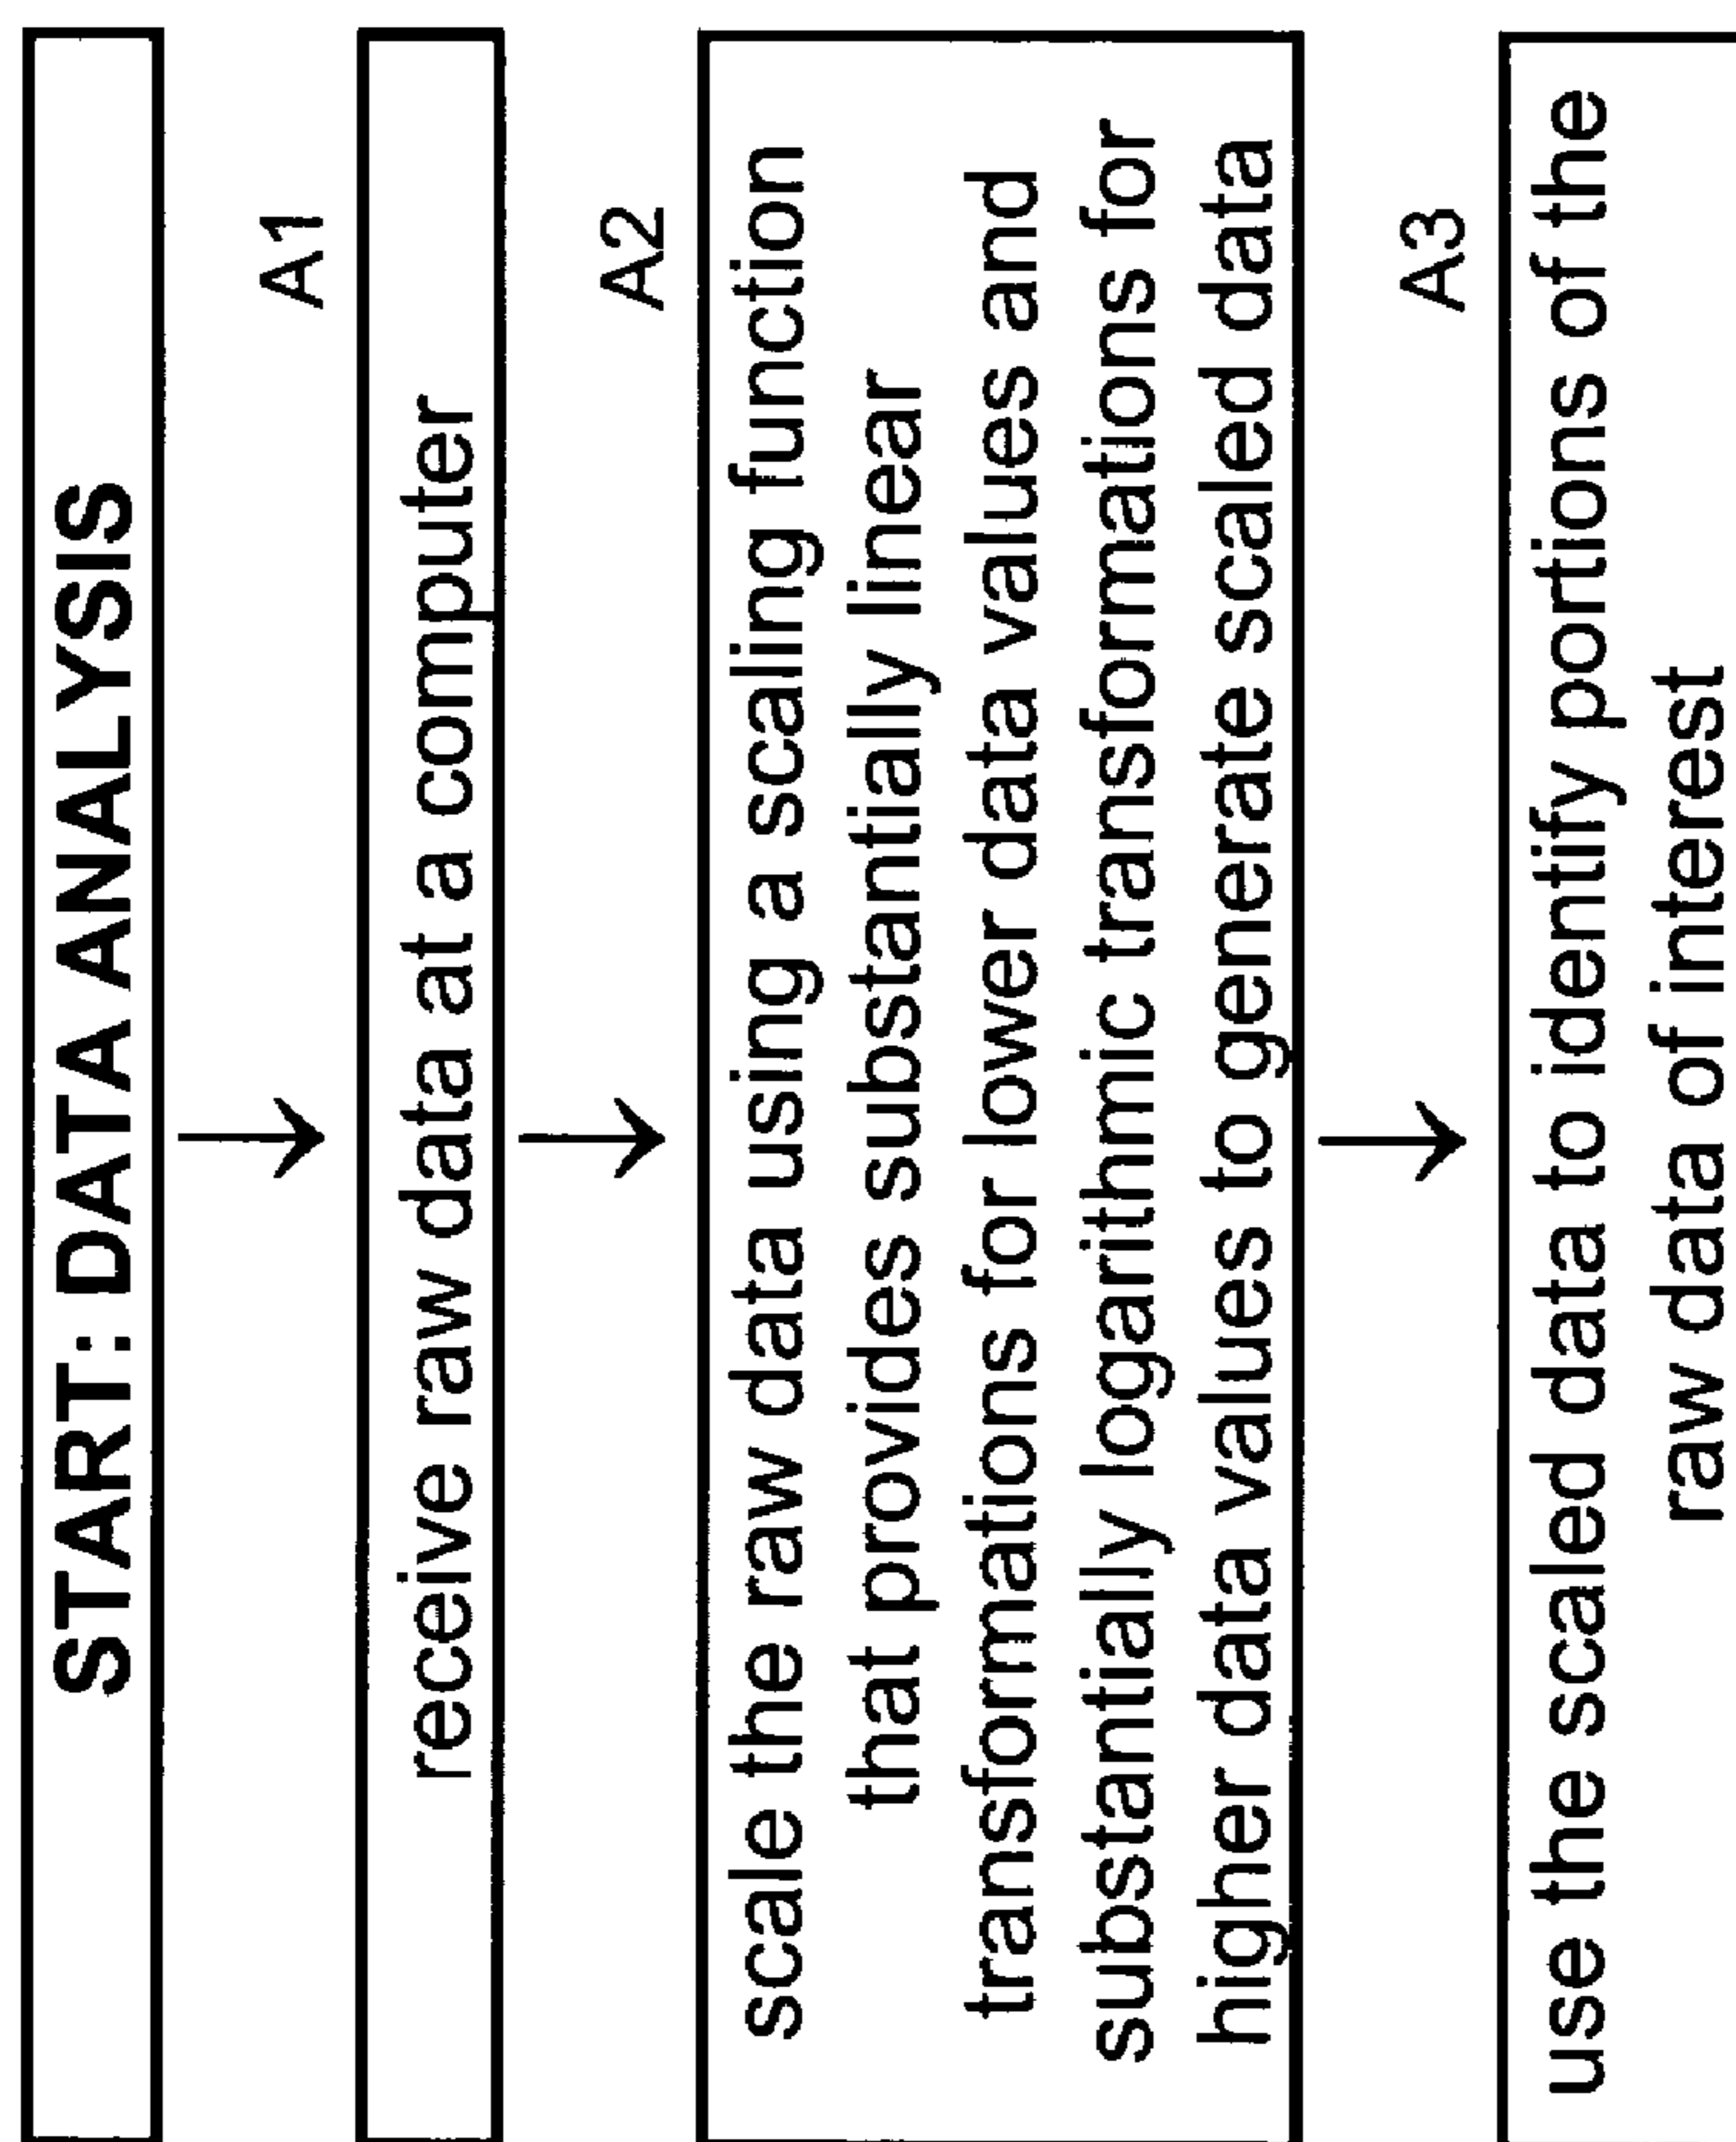 START: DATA ANALYSIS
A1
receive raw data at a computer
A2
scale the raw data using a scaling function
that provides substantially linear
transformations for lower data values and
substantially logarithmic transformations for
higher data values to generate scaled data
A3
use the scaled data to identify portions of the
raw data of interest